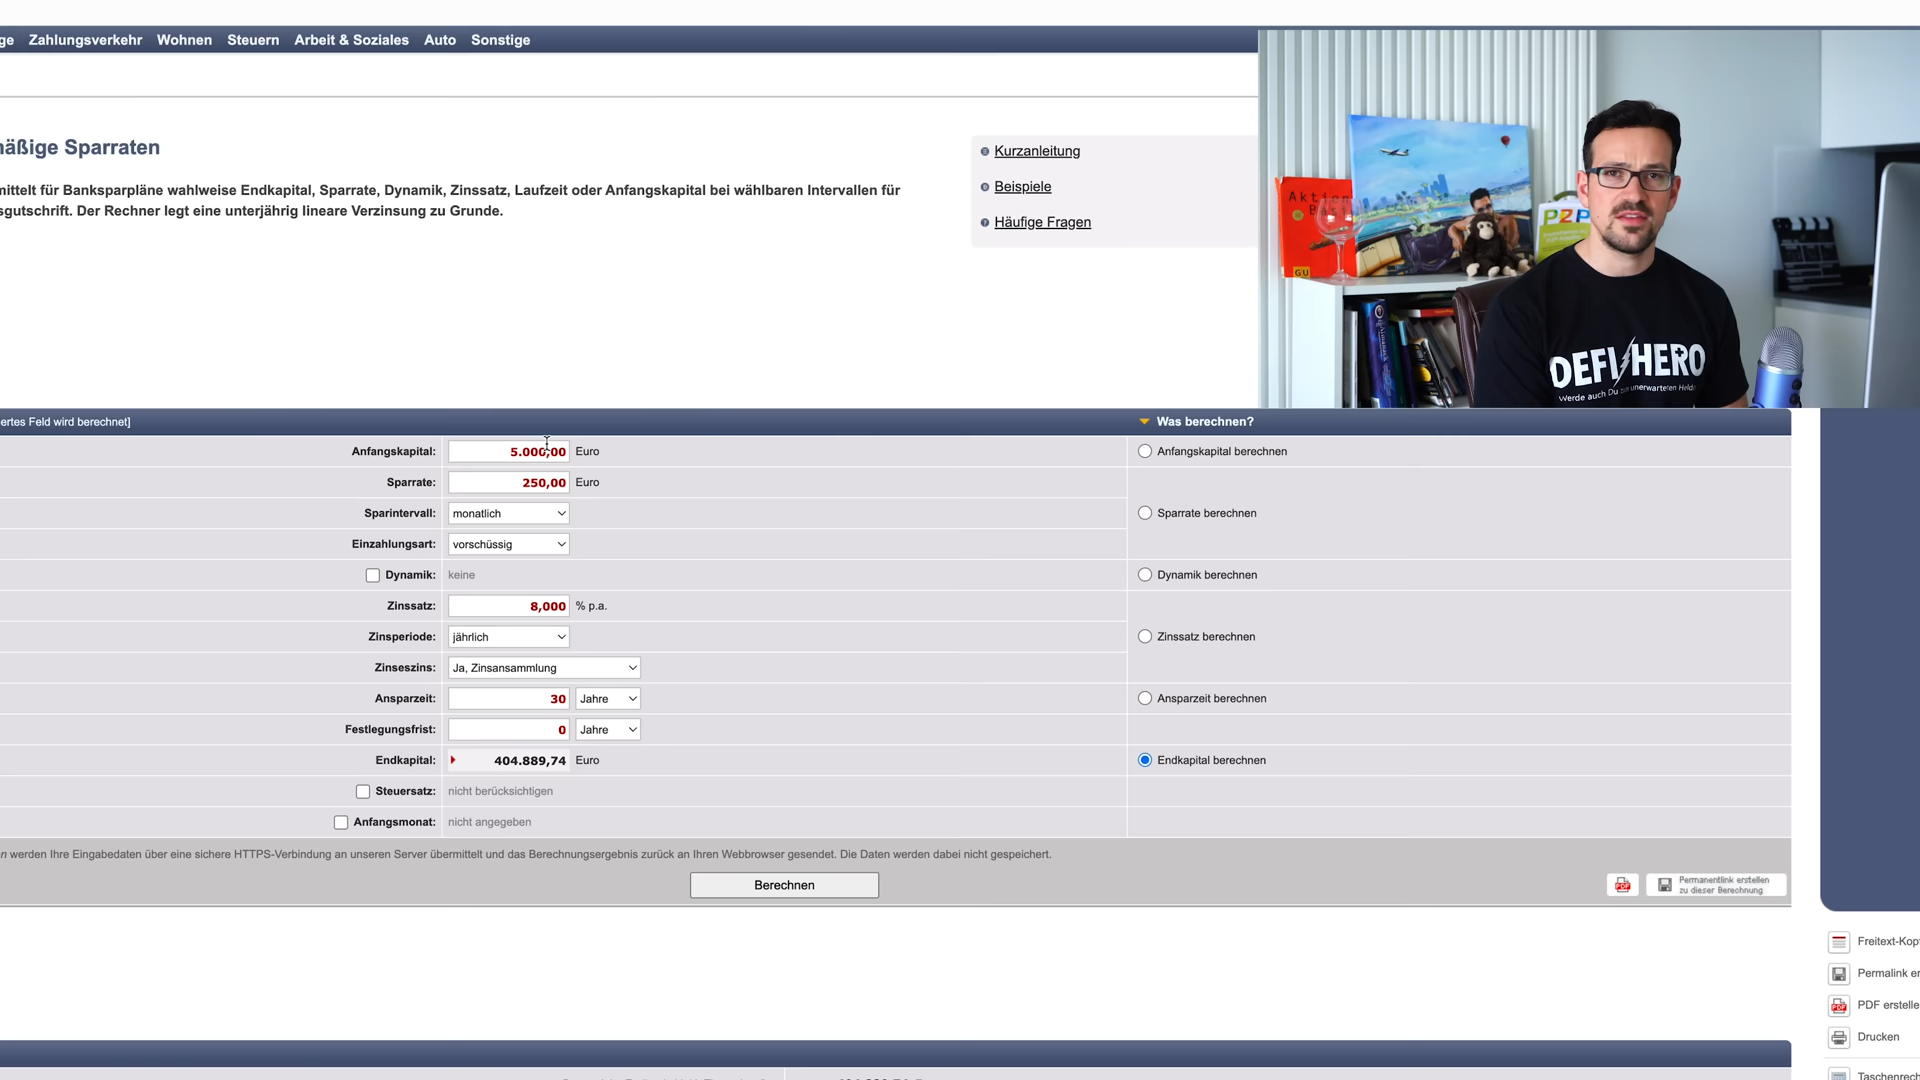 ge Zahlungsverkehr Wohnen Steuern Arbeit & Soziales Auto Sonstige
näßige Sparraten
mittelt für Banksparpläne wahlweise Endkapital, Sparrate, Dynamik, Zinssatz, Laufzeit oder Anfangskapital bei wählbaren Intervallen für
sgutschrift. Der Rechner legt eine unterjährig lineare Verzinsung zu Grunde.
Kurzanleitung
Beispiele
Häufige Fragen
GU
P2P
DEFI HERO
ertes Feld wird berechnet]
Was berechnen?
Anfangskapital: 5.000,00 Euro
Anfangskapital berechnen
Sparrate: 250,00 Euro
Sparintervall: monatlich
Sparrate berechnen
Einzahlungsart: vorschüssig
Dynamik: keine
Dynamik berechnen
Zinssatz: 8,000 % p.a.
Zinsperiode: jährlich
Zinssatz berechnen
Zinseszins: Ja, Zinsansammlung
Ansparzeit: 30 Jahre
Ansparzeit berechnen
Festlegungsfrist: 0 Jahre
Endkapital: 404.889,74 Euro
Endkapital berechnen
Steuersatz: nicht berücksichtigen
Anfangsmonat: nicht angegeben
n werden Ihre Eingabedaten über eine sichere HTTPS-Verbindung an unseren Server übermittelt und das Berechnungsergebnis zurück an Ihren Webbrowser gesendet. Die Daten werden dabei nicht gespeichert.
Berechnen
PDF
Permanentlink erstellen
zu dieser Berechnung
Freitext-Kop
Permalink er
PDF erstelle
Drucken
Taschenrech